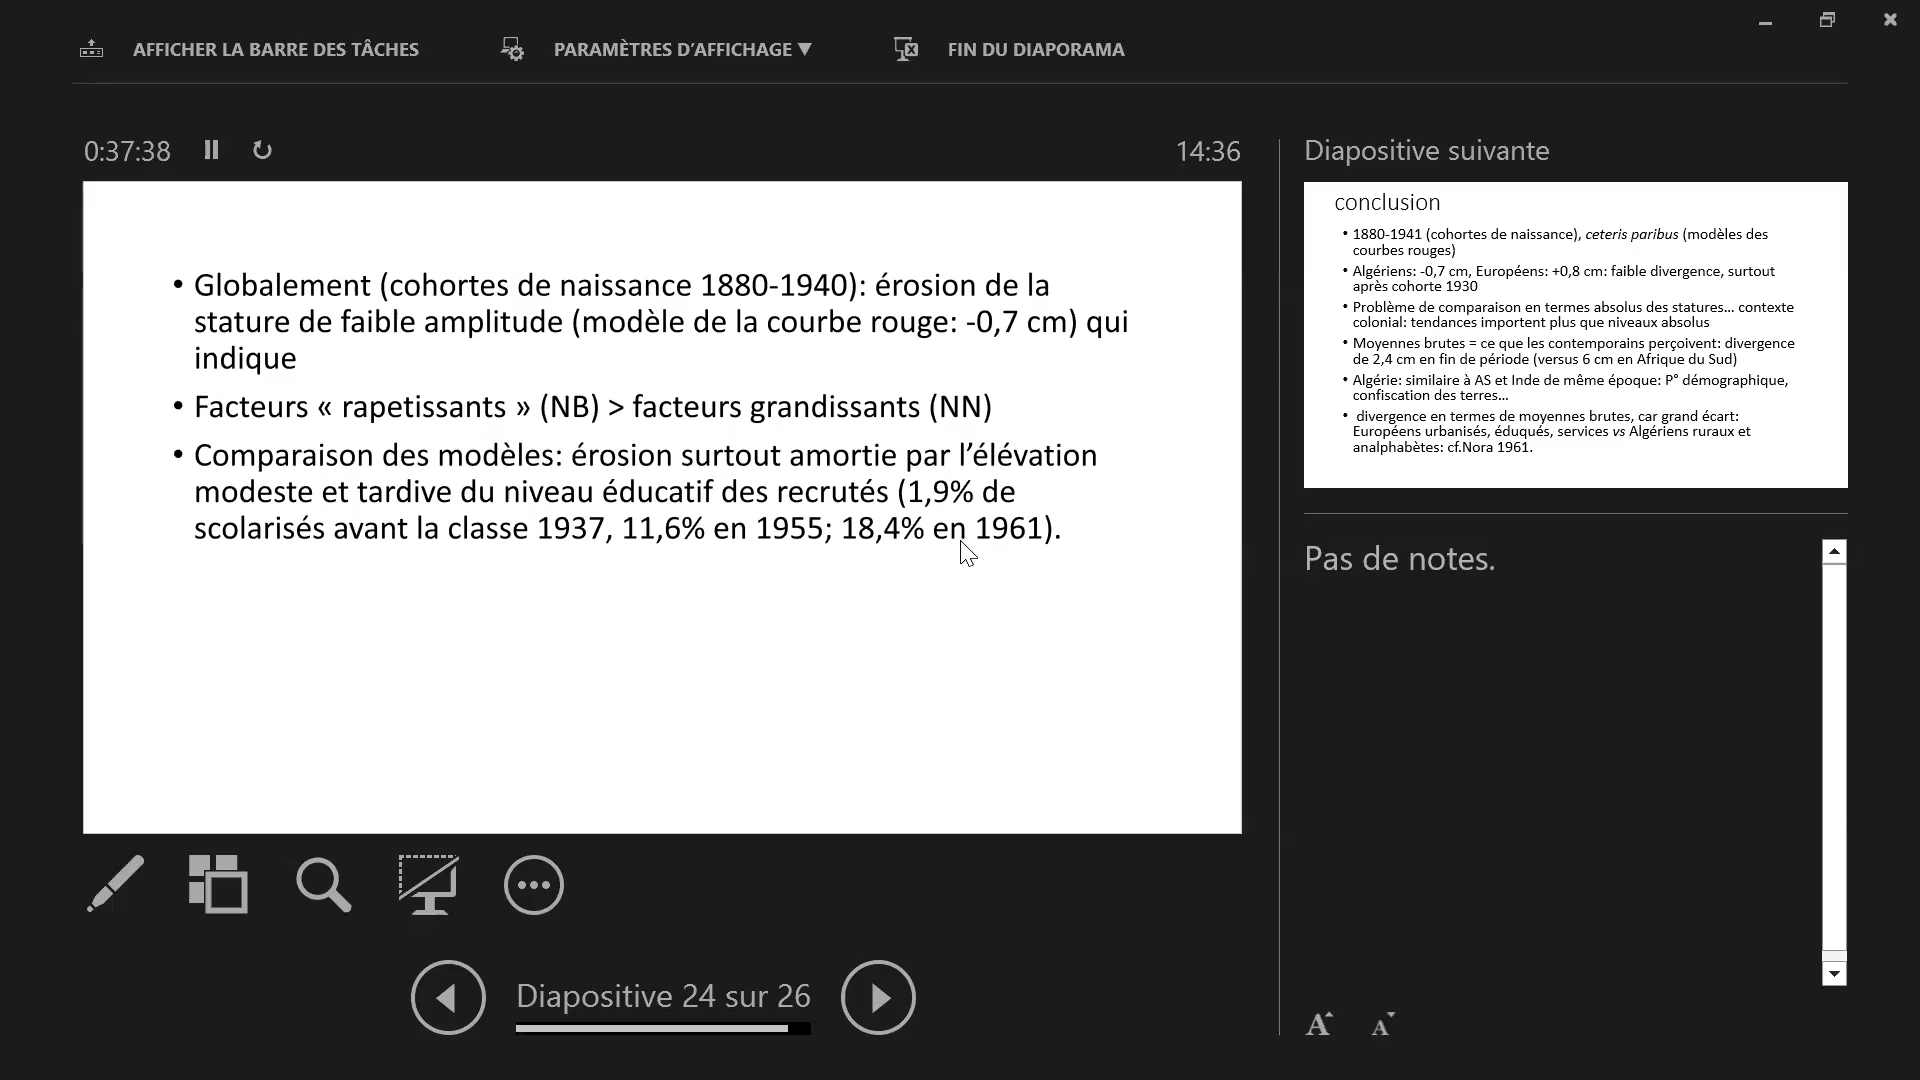 AFFICHER LA BARRE DES TÂCHES
PARAMÈTRES D'AFFICHAGE ▼
FIN DU DIAPORAMA
0:37:38
14:36
• Globalement (cohortes de naissance 1880-1940): érosion de la
stature de faible amplitude (modèle de la courbe rouge: -0,7 cm) qui
indique
• Facteurs « rapetissants » (NB) > facteurs grandissants (NN)
• Comparaison des modèles: érosion surtout amortie par l’élévation
modeste et tardive du niveau éducatif des recrutés (1,9% de
scolarisés avant la classe 1937, 11,6% en 1955; 18,4% en 1961).
Diapositive 24 sur 26
Diapositive suivante
conclusion
• 1880-1941 (cohortes de naissance), ceteris paribus (modèles des
courbes rouges)
• Algériens: -0,7 cm, Européens: +0,8 cm: faible divergence, surtout
après cohorte 1930
• Problème de comparaison en termes absolus des statures… contexte
colonial: tendances importent plus que niveaux absolus
• Moyennes brutes = ce que les contemporains perçoivent: divergence
de 2,4 cm en fin de période (versus 6 cm en Afrique du Sud)
• Algérie: similaire à AS et Inde de même époque: P° démographique,
confiscation des terres…
• divergence en termes de moyennes brutes, car grand écart:
Européens urbanisés, éduqués, services vs Algériens ruraux et
analphabètes: cf.Nora 1961.
Pas de notes.
A A